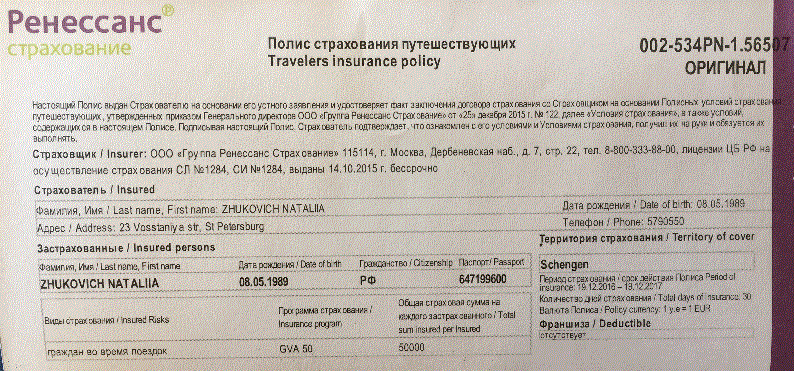 Ренессанс®
страхование
Полис страхования путешествующих
Travelers insurance policy
002-534PN-1.56507
ОРИГИНАЛ
Настоящий Полис выдан Страхователю на основании его устного заявления и удостоверяет факт заключения договора страхования со Страховщиком на основании Полисных условий страхования
путешествующих, утвержденных приказом Генерального директора ООО «Группа Ренессанс Страхование» от «25» декабря 2015 г. № 122, далее «Условия страхования», а также условий,
содержащихся в настоящем Полисе. Подписывая настоящий Полис, Страхователь подтверждает, что ознакомлен с его условиями и Условиями страхования, получил их на руки и обязуется их
выполнять.
Страховщик / Insurer: ООО «Группа Ренессанс Страхование» 115114, г. Москва, Дербеневская наб., д. 7, стр. 22, тел. 8-800-333-88-00, лицензии ЦБ РФ на
осуществление страхования СЛ №1284, СИ №1284, выданы 14.10.2015 г. бессрочно
Страхователь / Insured
Фамилия, Имя / Last name, First name: ZHUKOVICH NATALIIA Дата рождения / Date of birth: 08.05.1989
Адрес / Address: 23 Vosstaniya str, St Petersburg Телефон / Phone: 5790550
Застрахованные / Insured persons
Фамилия, Имя / Last name, First name Дата рождения / Date of birth Гражданство / Citizenship Паспорт/ Passport
ZHUKOVICH NATALIIA 08.05.1989 РФ 647199600
Виды страхования / Insured Risks Программа страхования / Insurance program Общая страховая сумма на каждого застрахованного / Total sum insured per Insured
граждан во время поездок GVA 50 50000
Территория страхования / Territory of cover
Schengen
Период страхования / срок действия Полиса Period of
insurance: 19.12.2016 – 18.12.2017
Количество дней страхования / Total days of insurance: 30
Валюта Полиса / Policy currency: 1 у.е = 1 EUR
Франшиза / Deductible
отсутствует